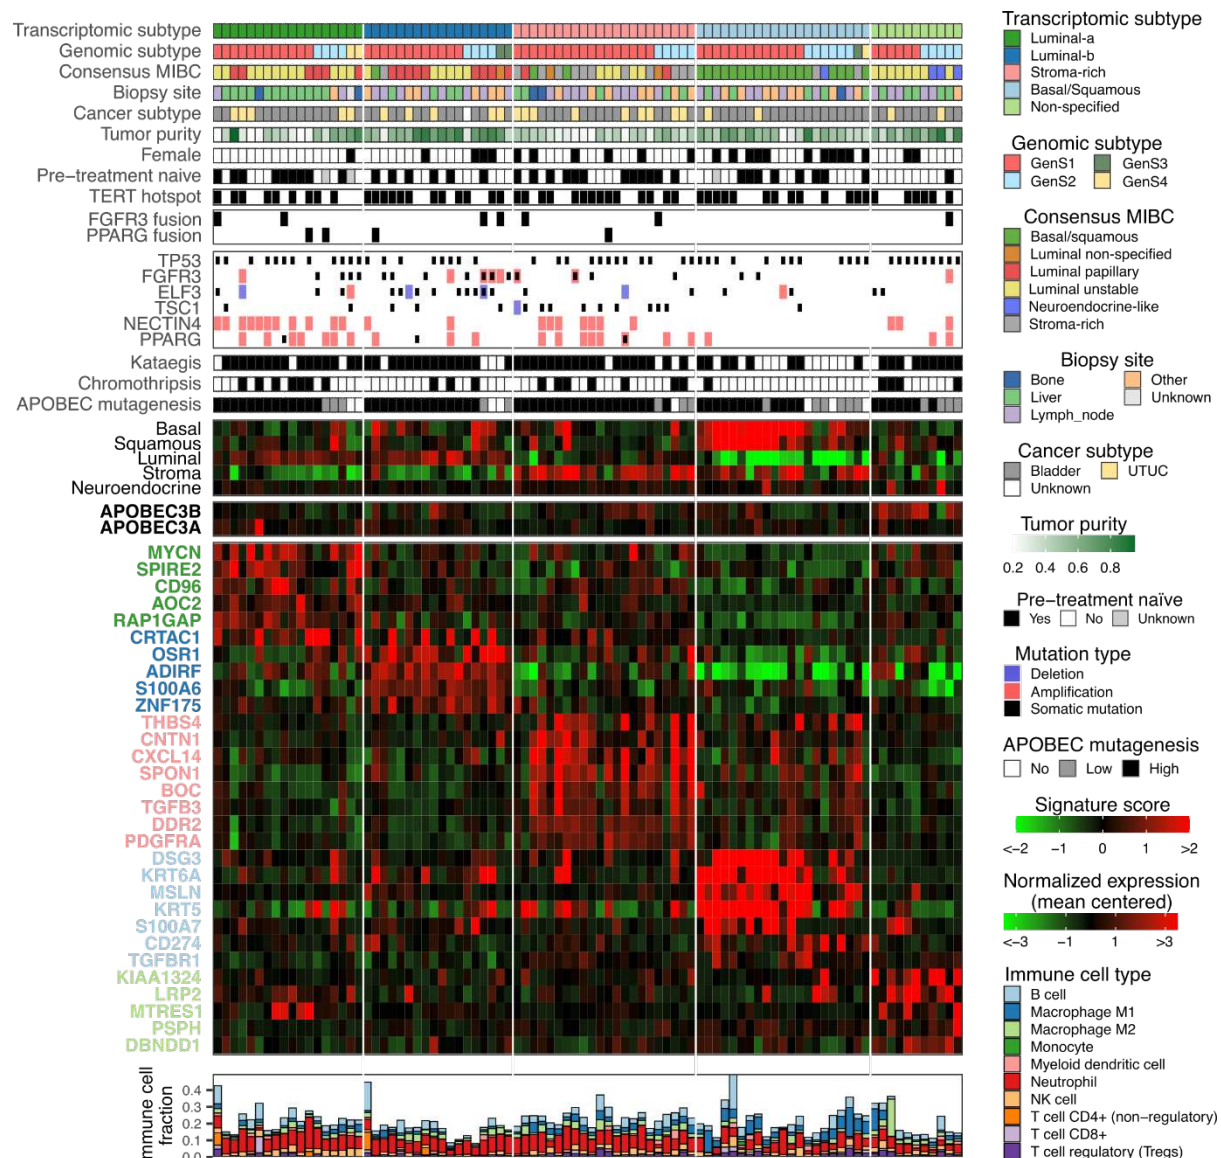 Transcriptomic subtype
Genomic subtype
Consensus MIBC
Biopsy site
Cancer subtype
Tumor purity
Female
Pre−treatment naive
TERT hotspot
FGFR3 fusion
PPARG fusion
TP53
FGFR3
ELF3
TSC1
NECTIN4
PPARG
Kataegis
Chromothripsis
APOBEC mutagenesis
Basal
Squamous
Luminal
Stroma
Neuroendocrine
APOBEC3B
APOBEC3A
MYCN
SPIRE2
CD96
AOC2
RAP1GAP
CRTAC1
OSR1
ADIRF
S100A6
ZNF175
THBS4
CNTN1
CXCL14
SPON1
BOC
TGFB3
DDR2
PDGFRA
DSG3
KRT6A
MSLN
KRT5
S100A7
CD274
TGFBR1
KIAA1324
LRP2
MTRES1
PSPH
DBNDD1
Immune cell
fraction
0.4
0.3
0.2
0.1
0.0
Transcriptomic subtype
Luminal-a
Luminal-b
Stroma-rich
Basal/Squamous
Non-specified
Genomic subtype
GenS1 GenS3
GenS2 GenS4
Consensus MIBC
Basal/squamous
Luminal non-specified
Luminal papillary
Luminal unstable
Neuroendocrine-like
Stroma-rich
Biopsy site
Bone Other
Liver Unknown
Lymph_node
Cancer subtype
Bladder UTUC
Unknown
Tumor purity
0.2 0.4 0.6 0.8
Pre−treatment naïve
Yes No Unknown
Mutation type
Deletion
Amplification
Somatic mutation
APOBEC mutagenesis
No Low High
Signature score
<−2 −1 0 1 >2
Normalized expression
(mean centered)
<−3 −1 1 >3
Immune cell type
B cell
Macrophage M1
Macrophage M2
Monocyte
Myeloid dendritic cell
Neutrophil
NK cell
T cell CD4+ (non−regulatory)
T cell CD8+
T cell regulatory (Tregs)